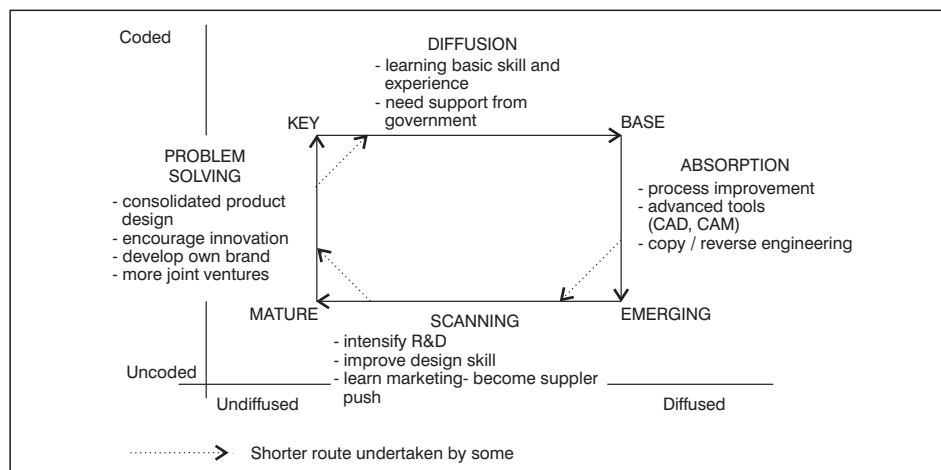 Coded
DIFFUSION
- learning basic skill and
experience
- need support from
government
KEY
BASE
PROBLEM
SOLVING
- consolidated product
design
- encourage innovation
- develop own brand
- more joint ventures
ABSORPTION
- process improvement
- advanced tools
(CAD, CAM)
- copy / reverse engineering
MATURE
SCANNING
EMERGING
- intensify R&D
- improve design skill
- learn marketing- become suppler
push
Uncoded
Undiffused
Diffused
Shorter route undertaken by some